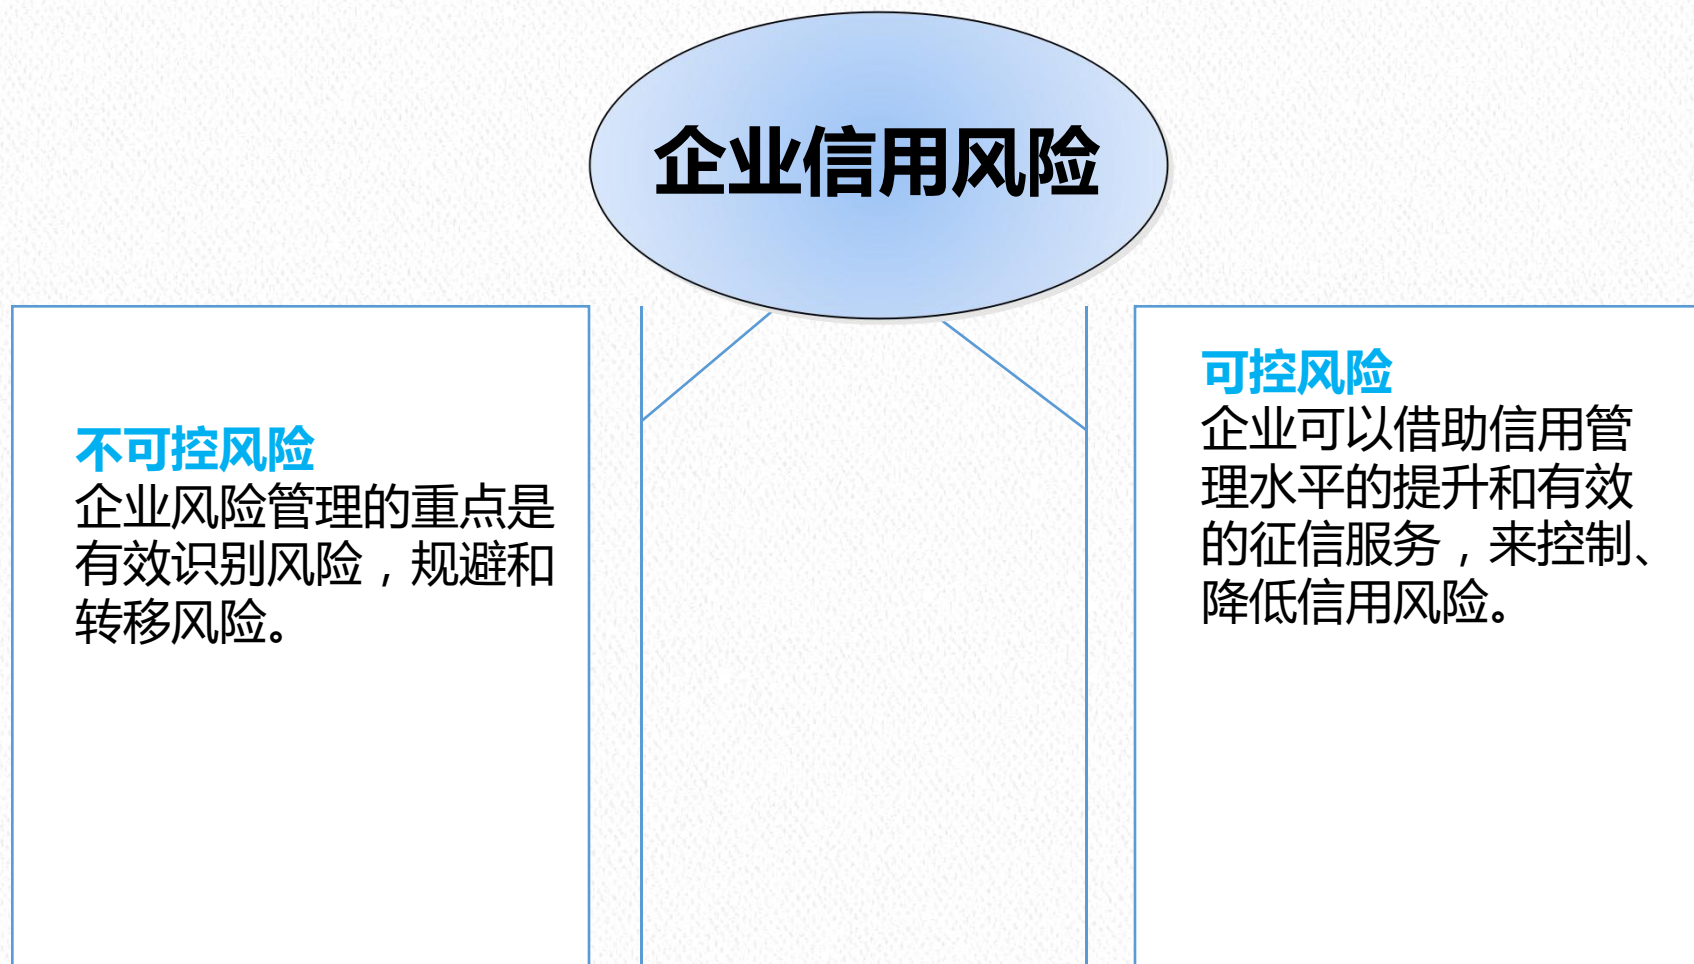 企业信用风险
不可控风险
企业风险管理的重点是
有效识别风险，规避和
转移风险。
可控风险
企业可以借助信用管
理水平的提升和有效
的征信服务，来控制、
降低信用风险。